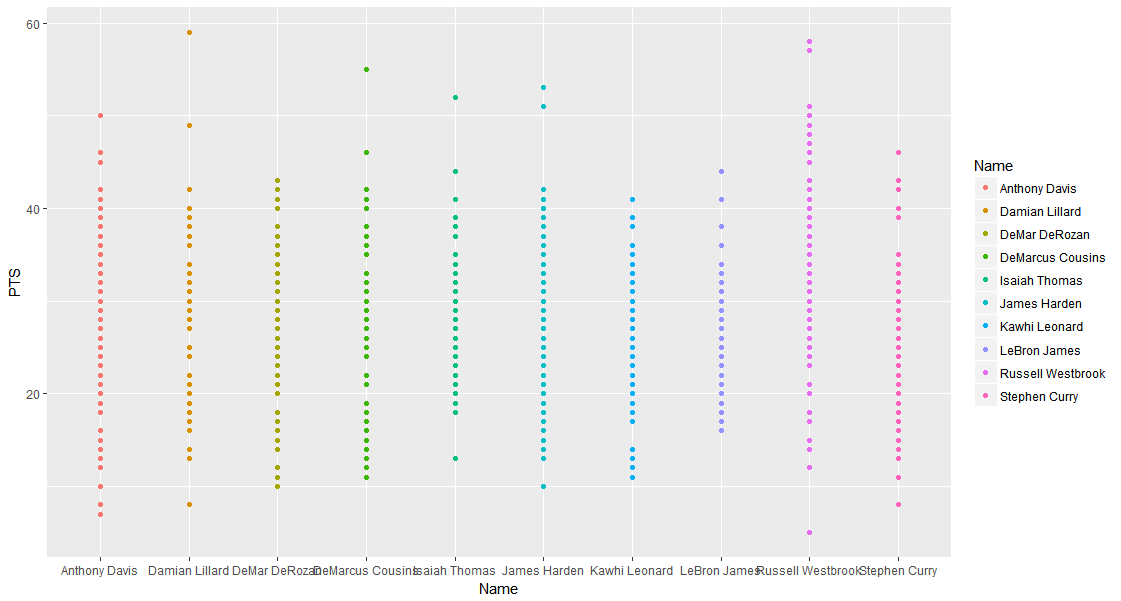 60
40
20
PTS
Anthony Davis Damian Lillard DeMar DeRozan DeMarcus Cousins Isaiah Thomas James Harden Kawhi Leonard LeBron James Russell Westbrook Stephen Curry
Name
Name
Anthony Davis
Damian Lillard
DeMar DeRozan
DeMarcus Cousins
Isaiah Thomas
James Harden
Kawhi Leonard
LeBron James
Russell Westbrook
Stephen Curry